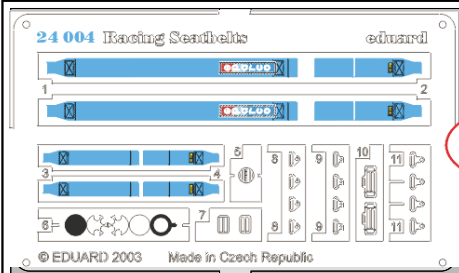 24 004 Racing Seatbelts eduard
1 2
3 4 5 8 9 10 11
6 7 8 9 11
© EDUARD 2003 Made in Czech Republic